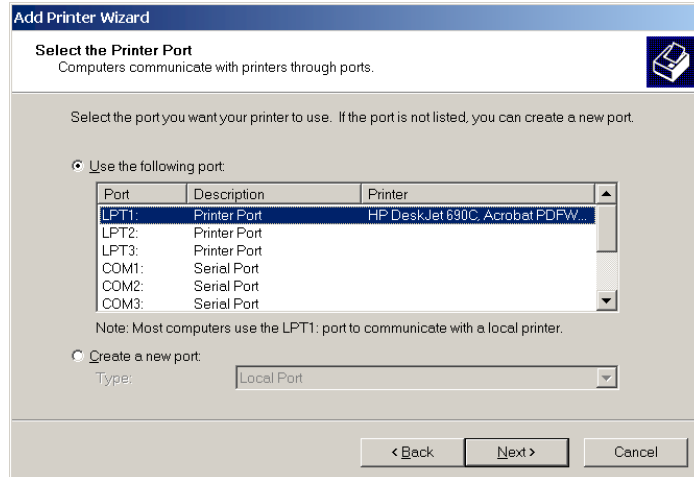 Add Printer Wizard
Select the Printer Port
Computers communicate with printers through ports.
Select the port you want your printer to use. If the port is not listed, you can create a new port.
Use the following port:
Port Description Printer
LPT1: Printer Port HP DeskJet 690C, Acrobat PDFW...
LPT2: Printer Port
LPT3: Printer Port
COM1: Serial Port
COM2: Serial Port
COM3: Serial Port
Note: Most computers use the LPT1: port to communicate with a local printer.
Create a new port:
Type: Local Port
< Back Next > Cancel